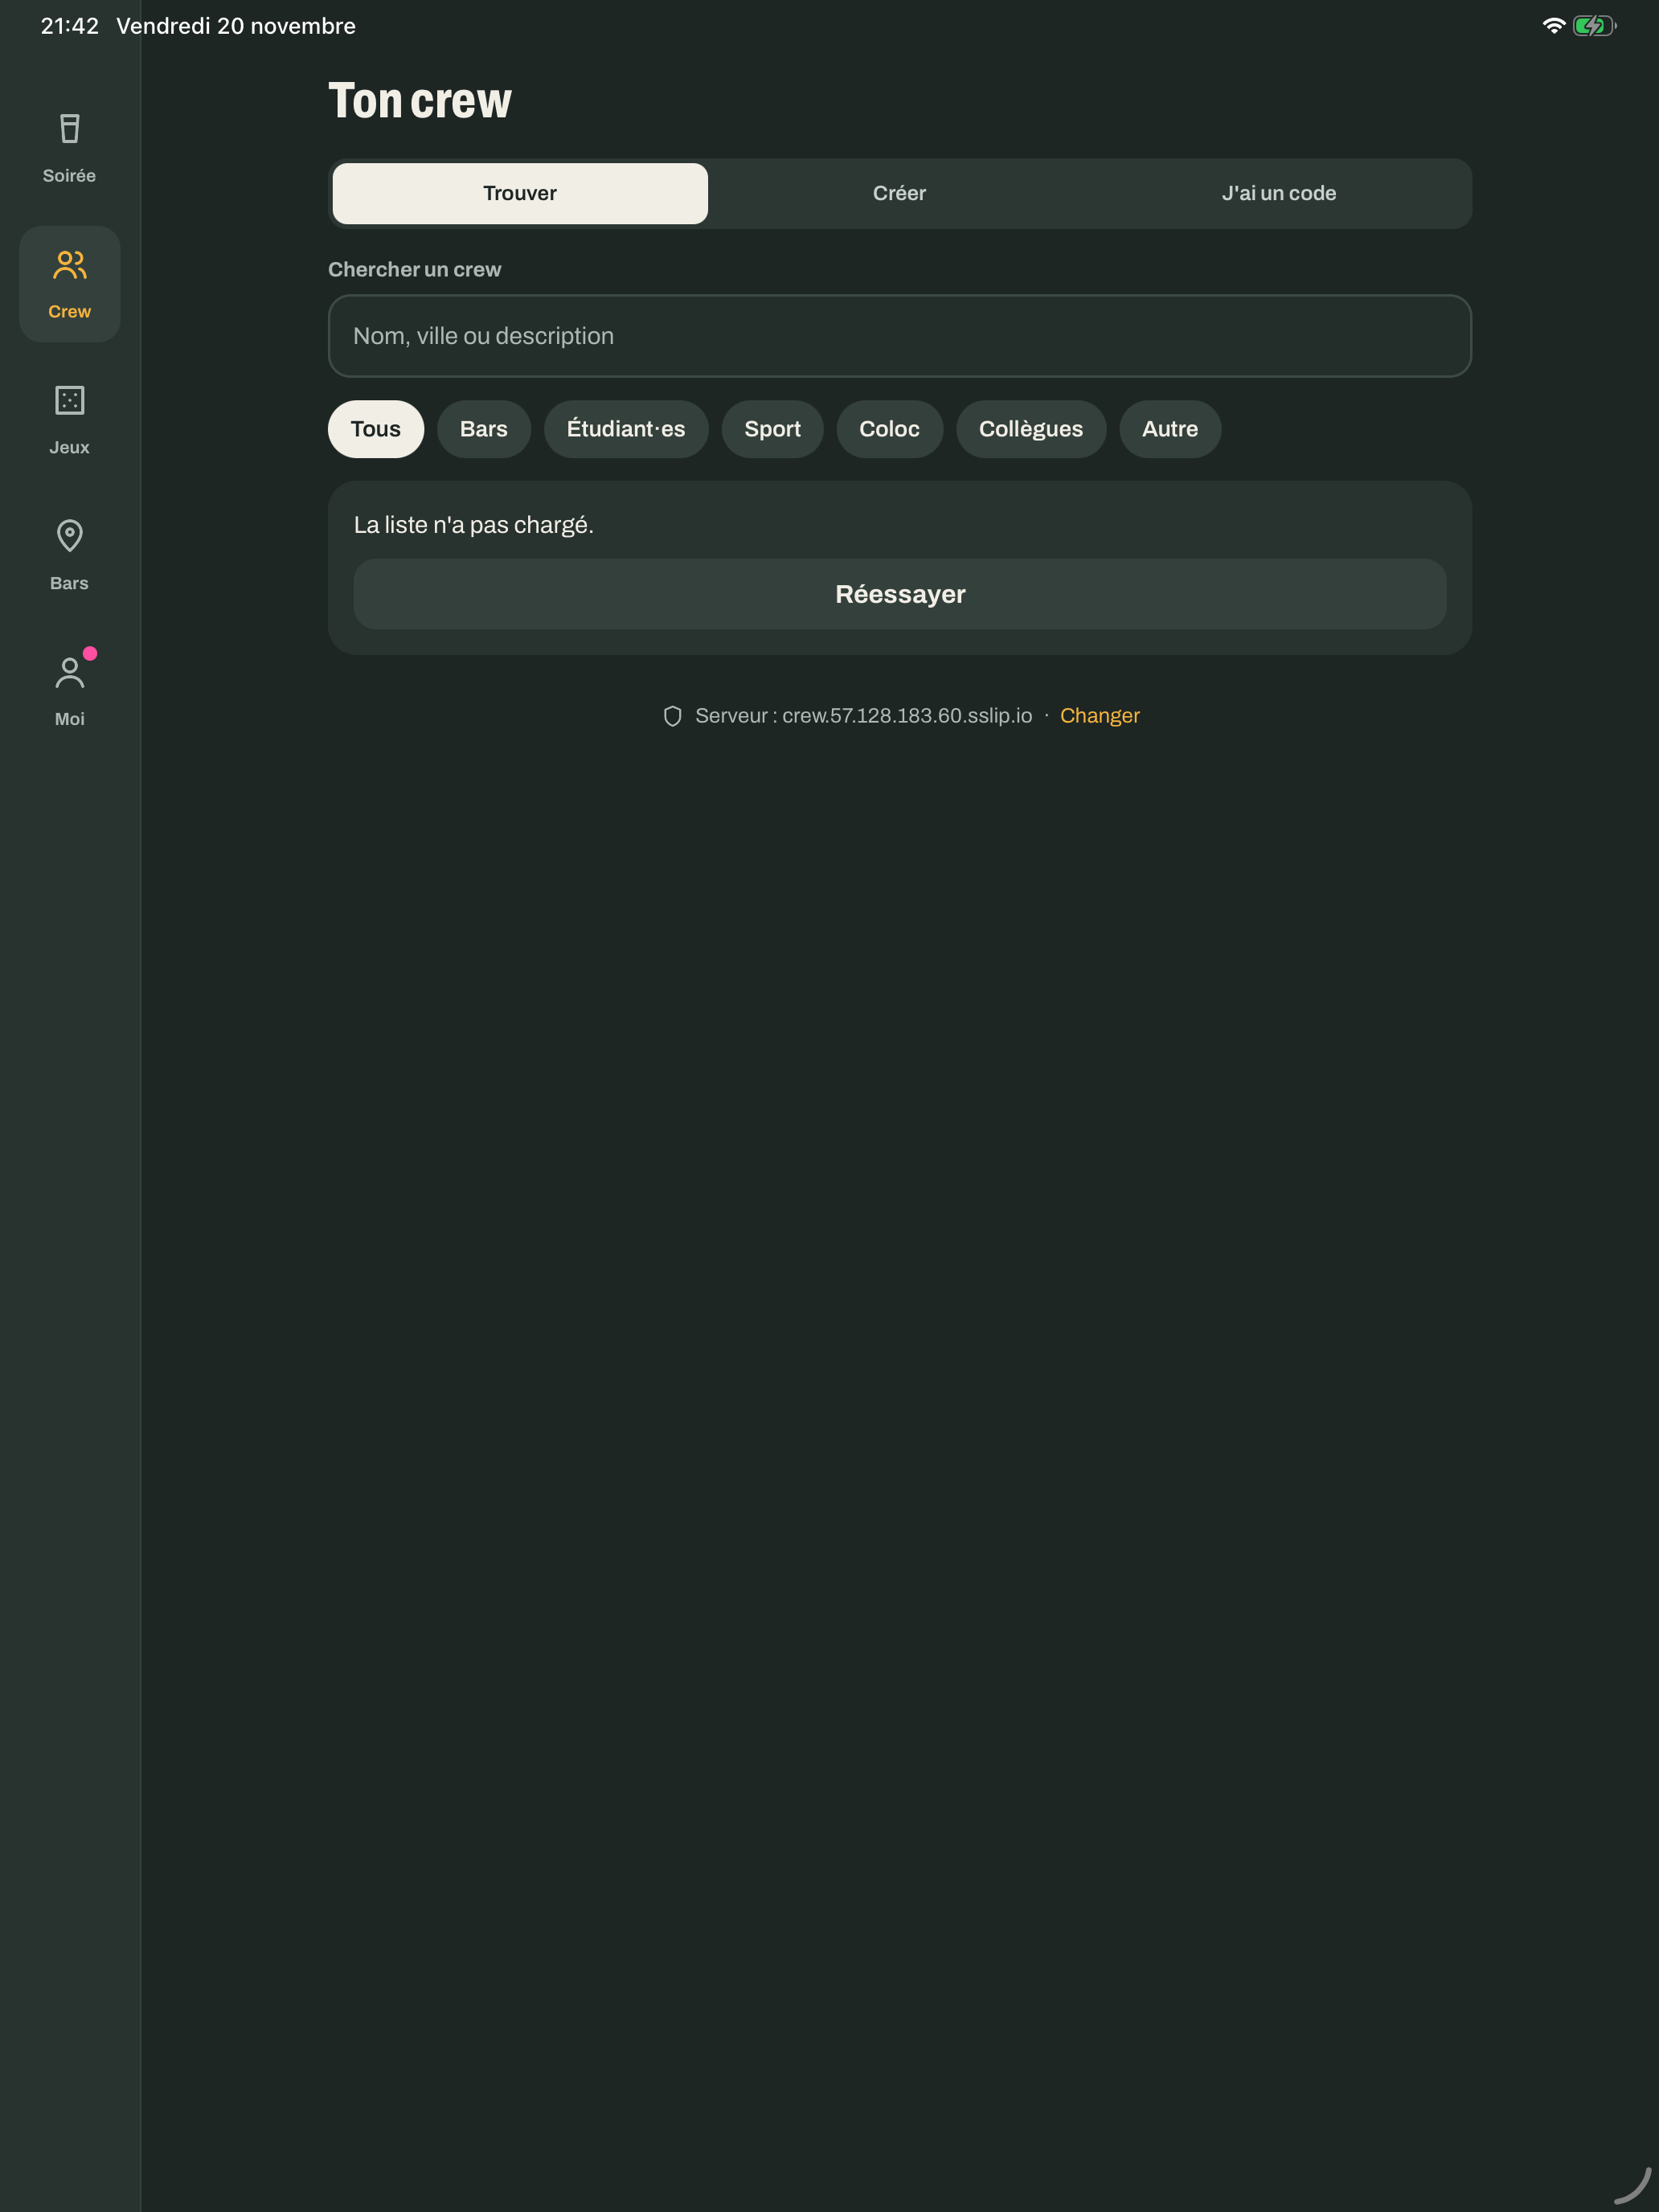 21:42 Vendredi 20 novembre
Soirée
Crew
Jeux
Bars
Moi
Ton crew
Trouver Créer J'ai un code
Chercher un crew
Nom, ville ou description
Tous Bars Étudiant·es Sport Coloc Collègues Autre
La liste n'a pas chargé.
Réessayer
Serveur : crew.57.128.183.60.sslip.io · Changer